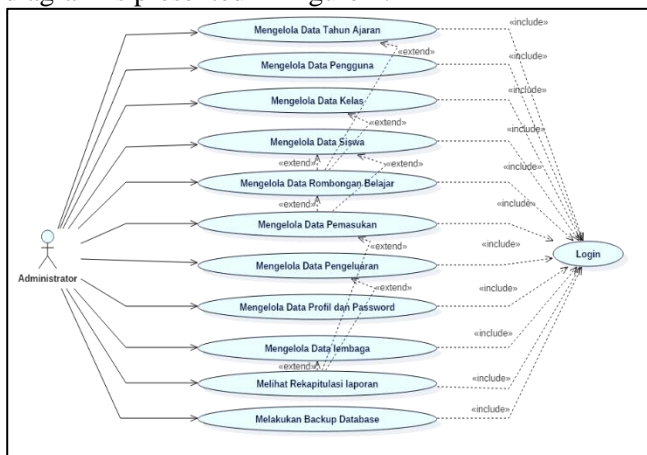 Mengelola Data Tahun Ajaran
«include»
«extend»
Mengelola Data Pengguna
«include»
Mengelola Data Kelas
«include»
«extend»
Mengelola Data Siswa
«include»
«extend»
«extend»
Mengelola Data Rombongan Belajar
«include»
«extend»
Mengelola Data Pemasukan
«include»
«extend»
Login
Administrator
Mengelola Data Pengeluaran
«include»
«extend»
Mengelola Data Profil dan Password
«include»
Mengelola Data lembaga
«include»
«extend»
Melihat Rekapitulasi laporan
«include»
Melakukan Backup Database
«include»